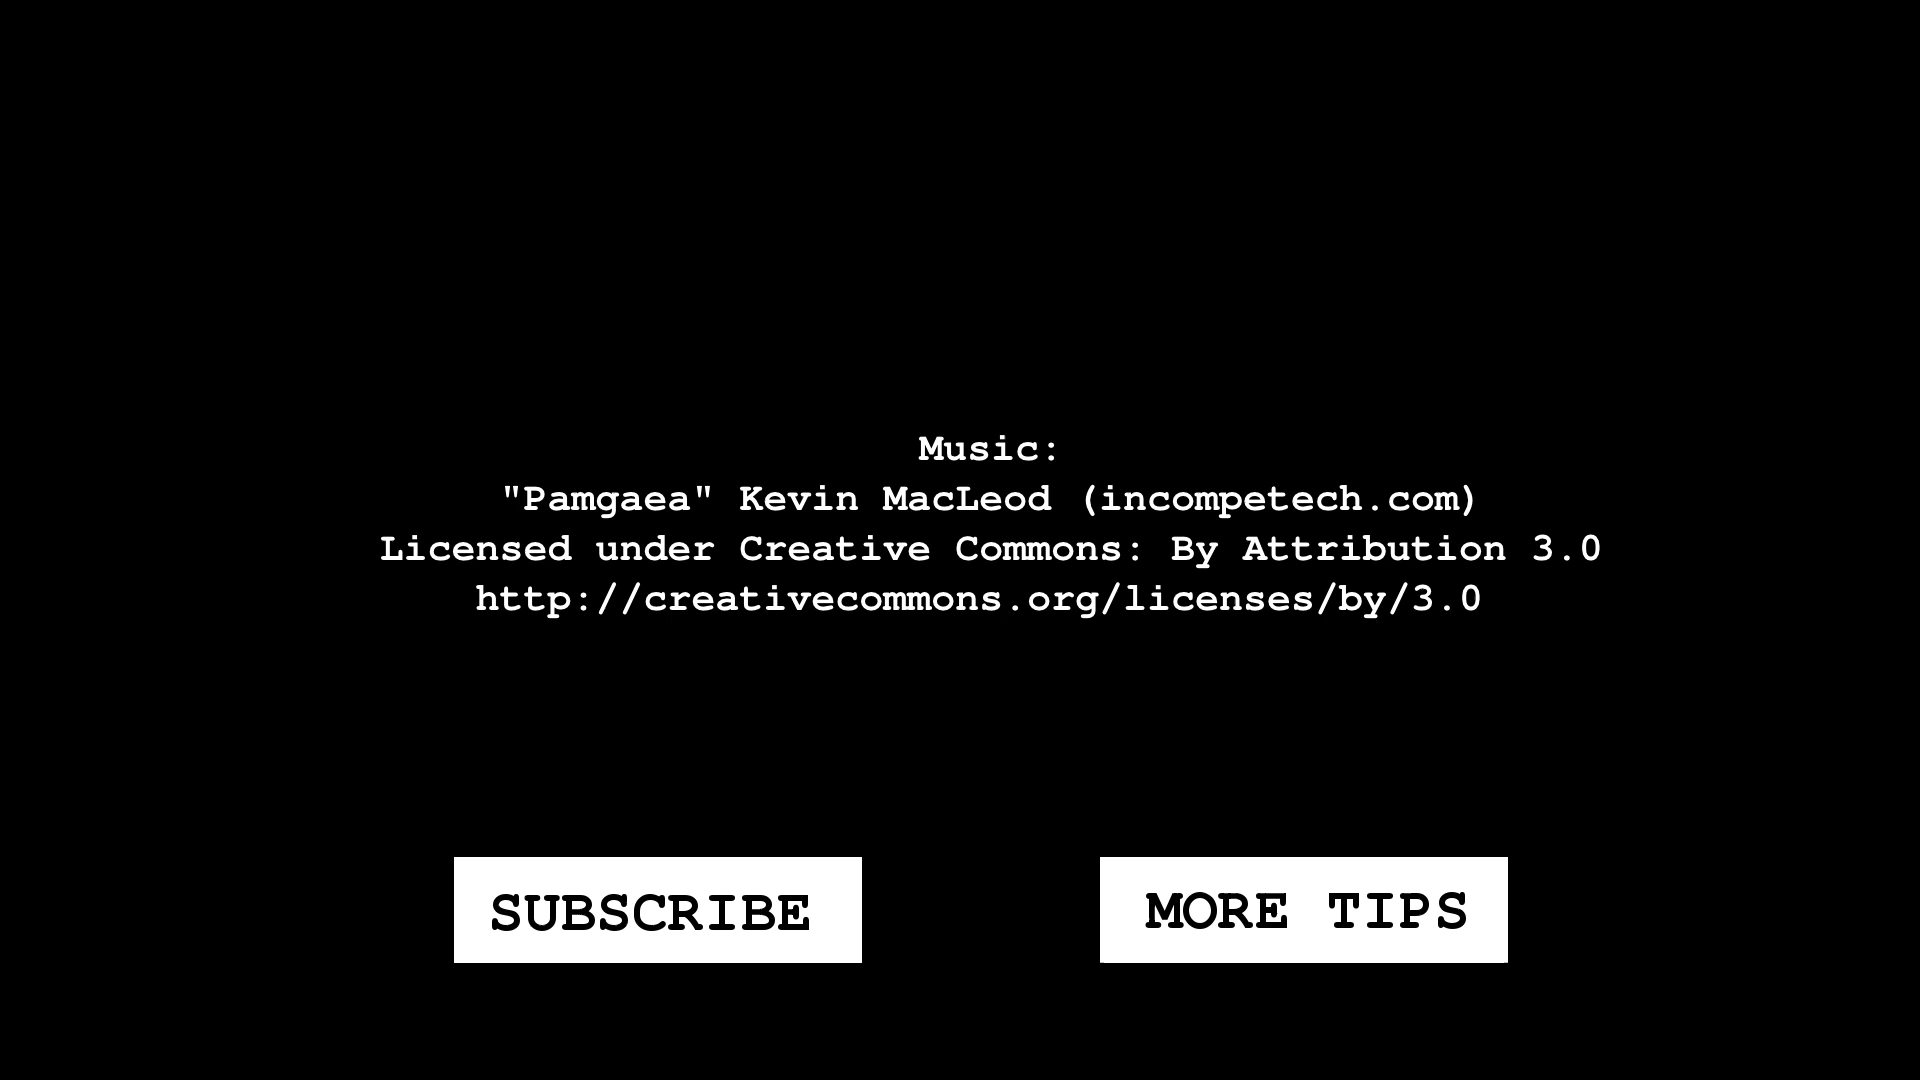 Music:
"Pamgaea" Kevin MacLeod (incompetech.com)
Licensed under Creative Commons: By Attribution 3.0
http://creativecommons.org/licenses/by/3.0
SUBSCRIBE
MORE TIPS